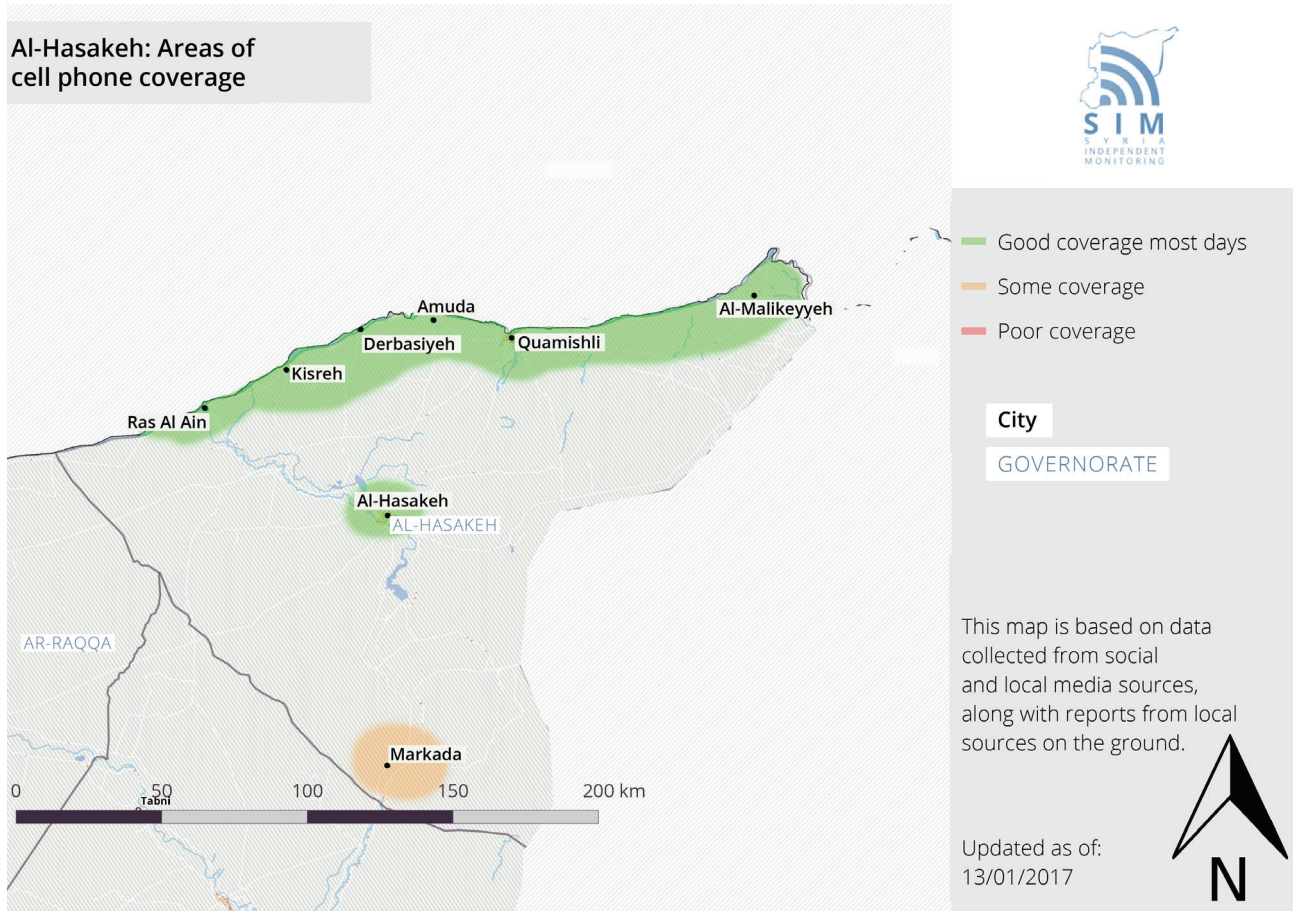 Al-Hasakeh: Areas of
cell phone coverage
SIM
SYRIA
INDEPENDENT
MONITORING
Good coverage most days
Some coverage
Poor coverage
City
GOVERNORATE
Al-Malikeyyeh
Amuda
Derbasiyeh
Quamishli
Kisreh
Ras Al Ain
Al-Hasakeh
AL-HASAKEH
AR-RAQQA
Markada
0 50 100 150 200 km
Tabni
This map is based on data
collected from social
and local media sources,
along with reports from local
sources on the ground.
Updated as of:
13/01/2017
N